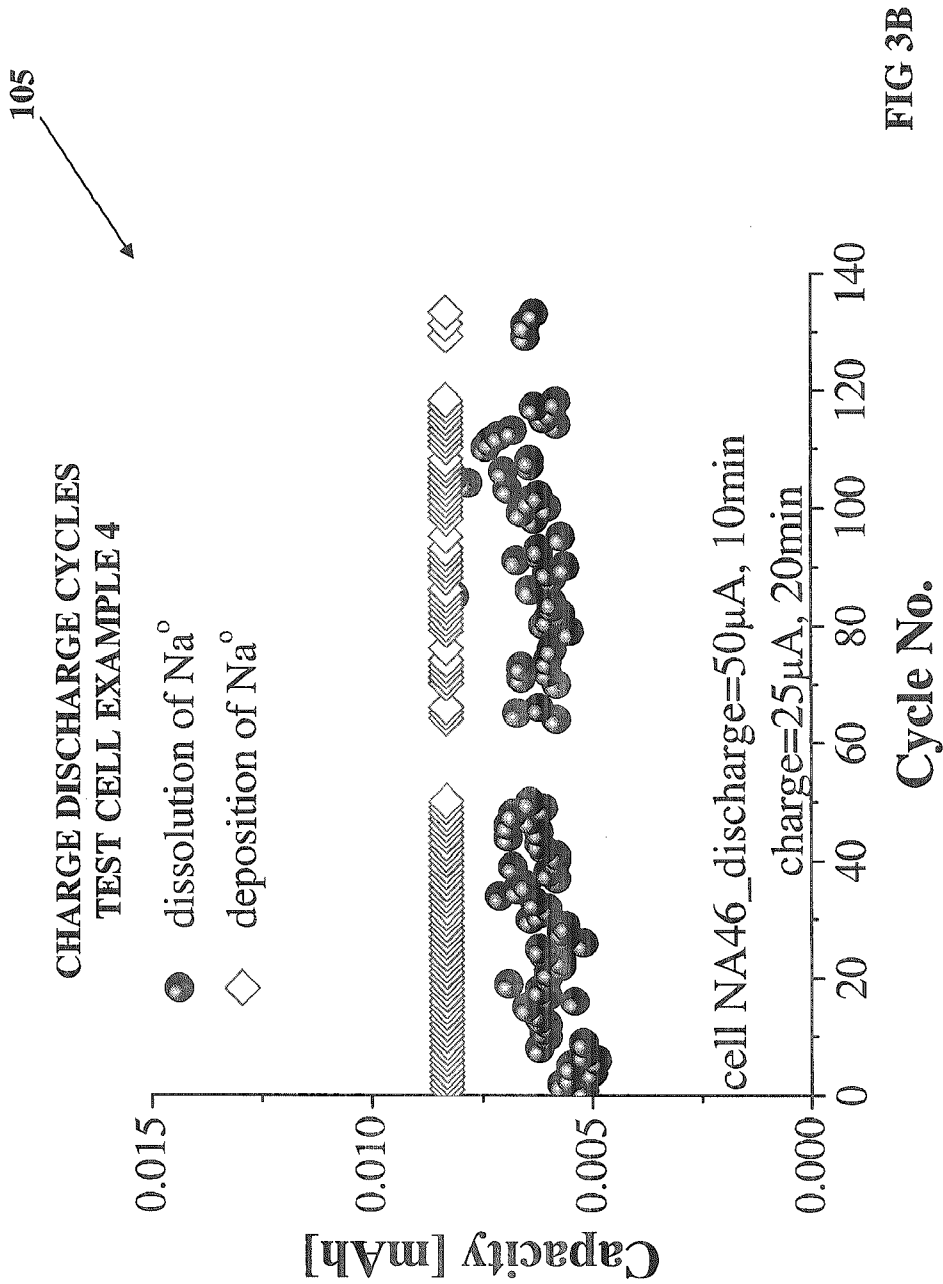 105
CHARGE DISCHARGE CYCLES
TEST CELL EXAMPLE 4
dissolution of Na°
deposition of Na°
0.015
0.010
0.005
0.000
Capacity [mAh]
cell NA46_discharge=50μA, 10min
charge=25μA, 20min
0 20 40 60 80 100 120 140
Cycle No.
FIG 3B